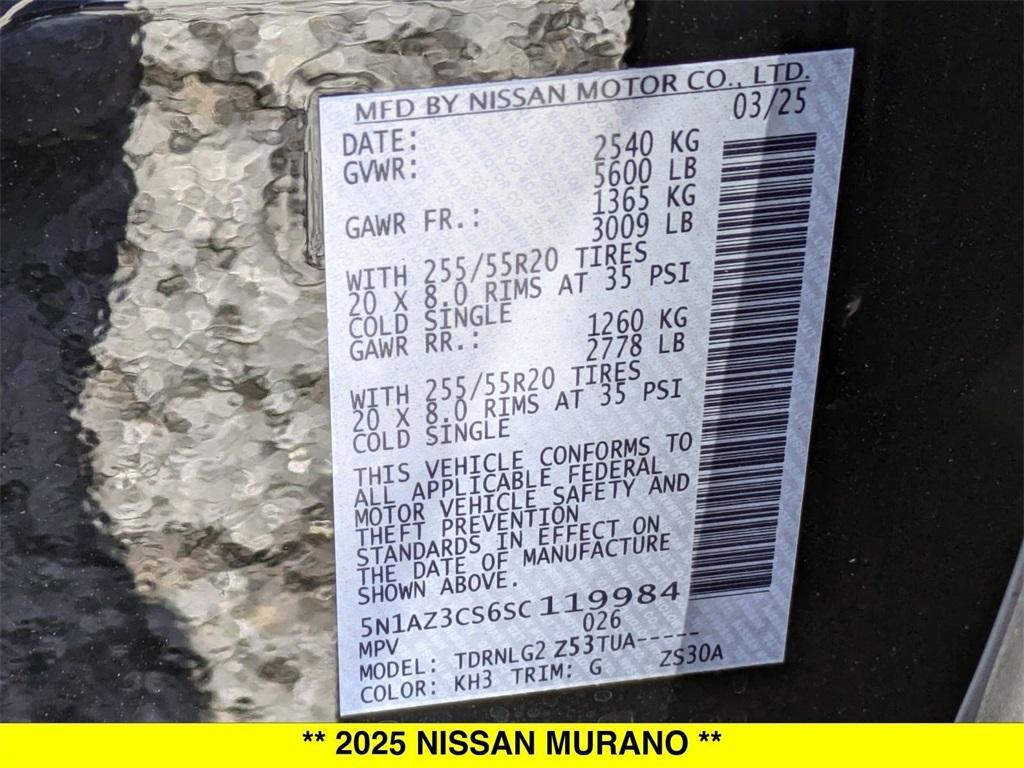 MFD BY NISSAN MOTOR CO., LTD.
DATE: 03/25
GVWR: 2540 KG
5600 LB
GAWR FR.: 1365 KG
3009 LB
WITH 255/55R20 TIRES
20 X 8.0 RIMS AT 35 PSI
COLD SINGLE
GAWR RR.: 1260 KG
2778 LB
WITH 255/55R20 TIRES
20 X 8.0 RIMS AT 35 PSI
COLD SINGLE
THIS VEHICLE CONFORMS TO
ALL APPLICABLE FEDERAL
MOTOR VEHICLE SAFETY AND
THEFT PREVENTION
STANDARDS IN EFFECT ON
THE DATE OF MANUFACTURE
SHOWN ABOVE.
5N1AZ3CS6SC119984
MPV 026
MODEL: TDRNLG2 Z53TUA-----
COLOR: KH3 TRIM: G ZS30A
** 2025 NISSAN MURANO **